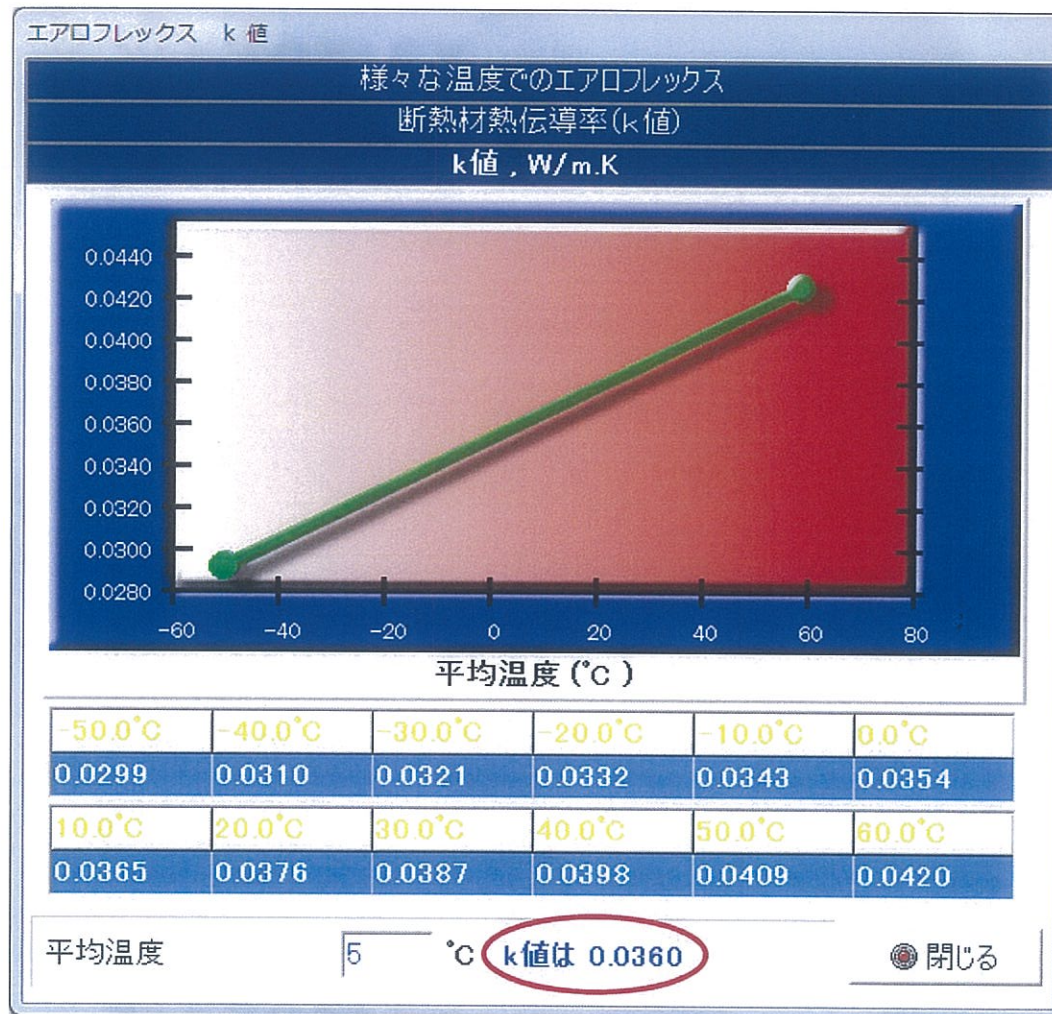 エアロフレックス k 値
様々な温度でのエアロフレックス
断熱材熱伝導率(k値)
k値 , W/m.K
0.0440
0.0420
0.0400
0.0380
0.0360
0.0340
0.0320
0.0300
0.0280
-60 -40 -20 0 20 40 60 80
平均温度 (°C )
-50.0°C -40.0°C -30.0°C -20.0°C -10.0°C 0.0°C
0.0299 0.0310 0.0321 0.0332 0.0343 0.0354
10.0°C 20.0°C 30.0°C 40.0°C 50.0°C 60.0°C
0.0365 0.0376 0.0387 0.0398 0.0409 0.0420
平均温度 5 °C k値は 0.0360 閉じる